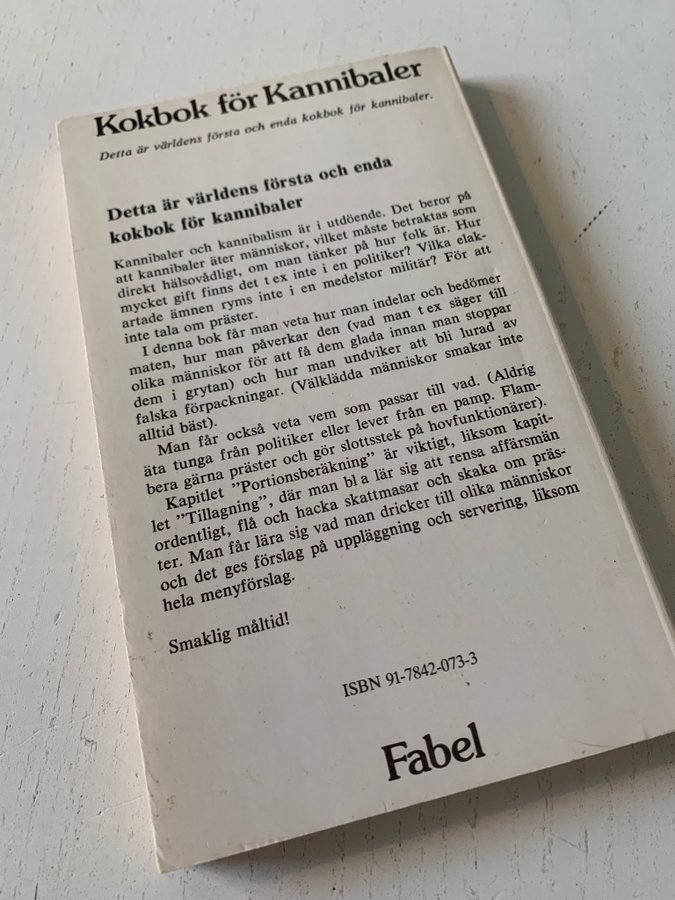 Kokbok för Kannibaler
Detta är världens första och enda kokbok för kannibaler.
Detta är världens första och enda
kokbok för kannibaler
Kannibaler och kannibalism är i utdöende. Det beror på
att kannibaler äter människor, vilket måste betraktas som
direkt hälsovådligt, om man tänker på hur folk är. Hur
mycket gift finns det t ex inte i en politiker? Vilka elak-
artade ämnen ryms inte i en medelstor militär? För att
inte tala om präster.
I denna bok får man veta hur man indelar och bedömer
maten, hur man påverkar den (vad man t ex säger till
olika människor för att få dem glada innan man stoppar
dem i grytan) och hur man undviker att bli lurad av
falska förpackningar. (Välklädda människor smakar inte
alltid bäst).
Man får också veta vem som passar till vad. (Aldrig
äta tunga från politiker eller lever från en pamp. Flam-
bera gärna präster och gör slottsstek på hovfunktionärer).
Kapitlet ”Portionsberäkning” är viktigt, liksom kapit-
let ”Tillagning”, där man bl a lär sig att rensa affärsmän
ordentligt, flå och hacka skattmasar och skaka om präs-
ter. Man får lära sig vad man dricker till olika människor
och det ges förslag på uppläggning och servering, liksom
hela menyförslag.
Smaklig måltid!
ISBN 91-7842-073-3
Fabel